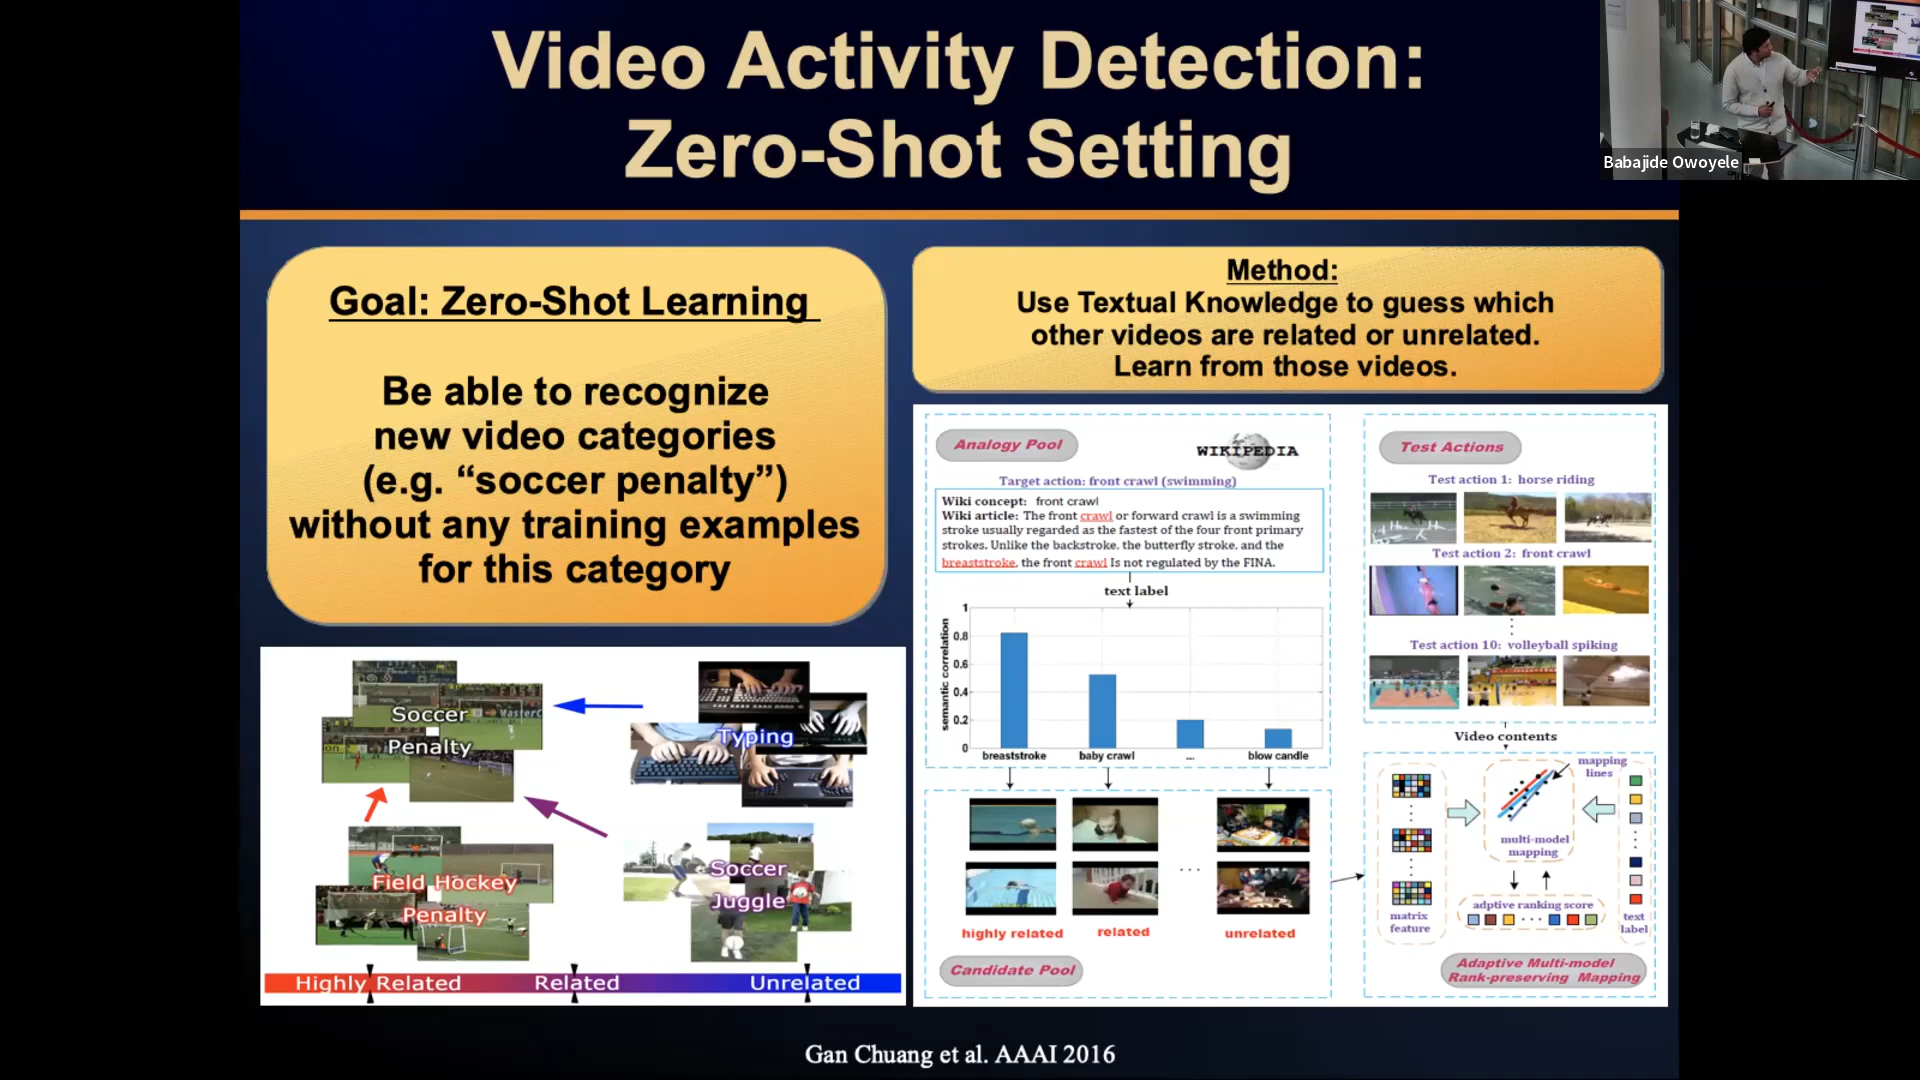 Video Activity Detection:
Zero-Shot Setting
Babajide Owoyele
Goal: Zero-Shot Learning
Be able to recognize
new video categories
(e.g. “soccer penalty”)
without any training examples
for this category
Method:
Use Textual Knowledge to guess which
other videos are related or unrelated.
Learn from those videos.
Soccer
Penalty
Typing
Field Hockey
Penalty
Soccer
Juggle
Highly Related
Related
Unrelated
Analogy Pool
WIKIPEDIA
Target action: front crawl (swimming)
Wiki concept: front crawl
Wiki article: The front crawl or forward crawl is a swimming
stroke usually regarded as the fastest of the four front primary
strokes. Unlike the backstroke, the butterfly stroke, and the
breaststroke, the front crawl Is not regulated by the FINA.
text label
semantic correlation
1
0.8
0.6
0.4
0.2
0
breaststroke
baby crawl
...
blow candle
highly related
related
unrelated
Candidate Pool
Test Actions
Test action 1: horse riding
Test action 2: front crawl
Test action 10: volleyball spiking
Video contents
mapping
lines
multi-model
mapping
adptive ranking score
matrix
feature
text
label
Adaptive Multi-model
Rank-preserving Mapping
Gan Chuang et al. AAAI 2016